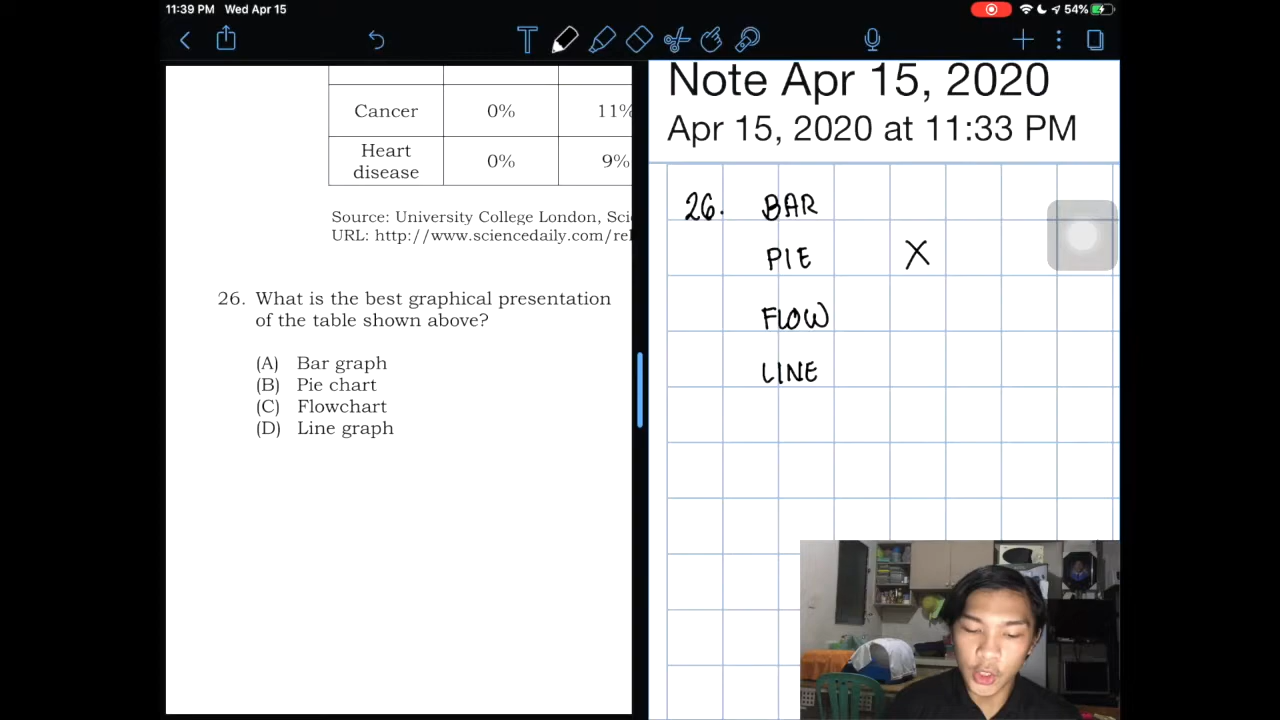 11:39 PM Wed Apr 15
54%
T
Cancer 0% 11%
Heart disease 0% 9%
Source: University College London, Sci
URL: http://www.sciencedaily.com/rel
26. What is the best graphical presentation
of the table shown above?
(A) Bar graph
(B) Pie chart
(C) Flowchart
(D) Line graph
Note Apr 15, 2020
Apr 15, 2020 at 11:33 PM
26. BAR
PIE X
FLOW
LINE